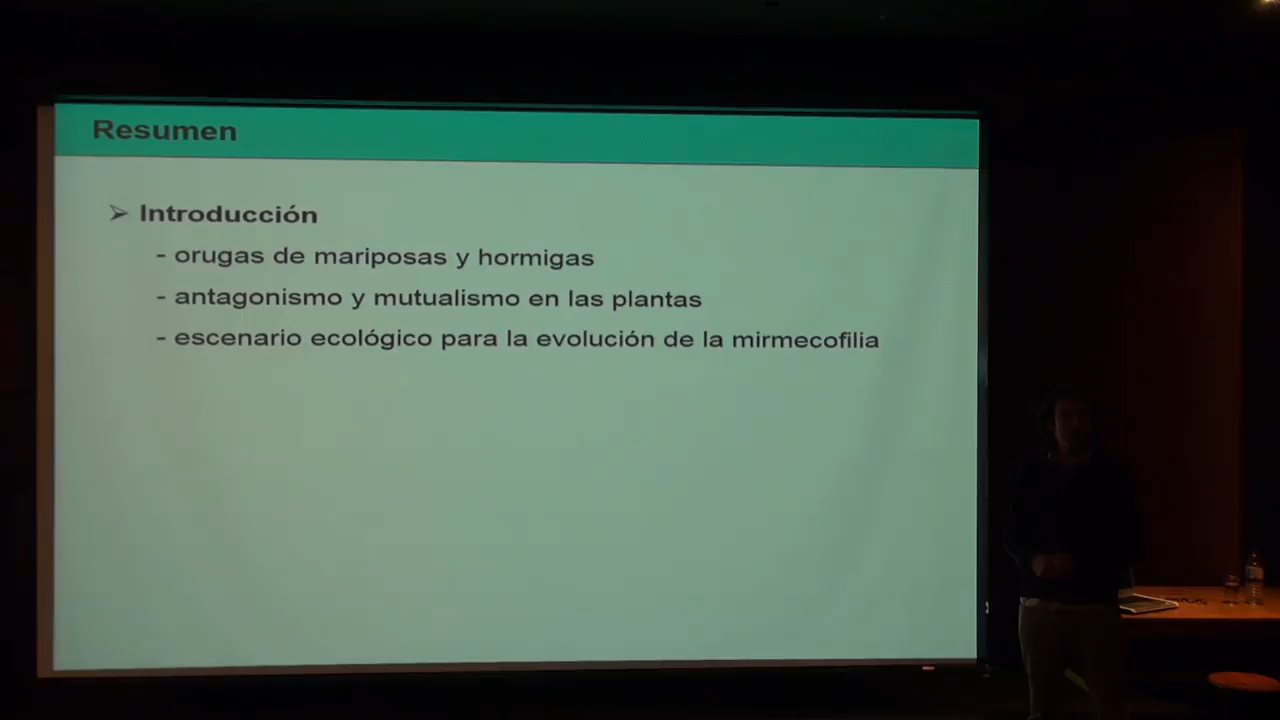 Resumen
➢ Introducción
- orugas de mariposas y hormigas
- antagonismo y mutualismo en las plantas
- escenario ecológico para la evolución de la mirmecofilia